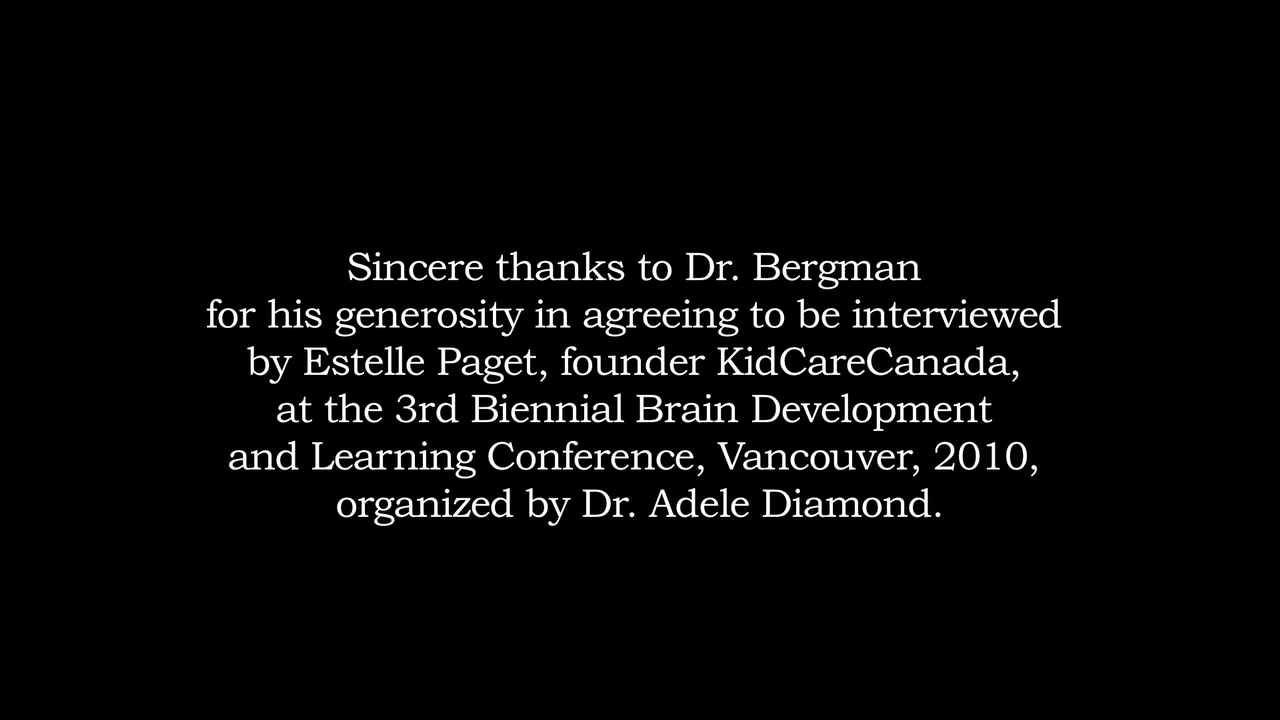 Sincere thanks to Dr. Bergman
for his generosity in agreeing to be interviewed
by Estelle Paget, founder KidCareCanada,
at the 3rd Biennial Brain Development
and Learning Conference, Vancouver, 2010,
organized by Dr. Adele Diamond.